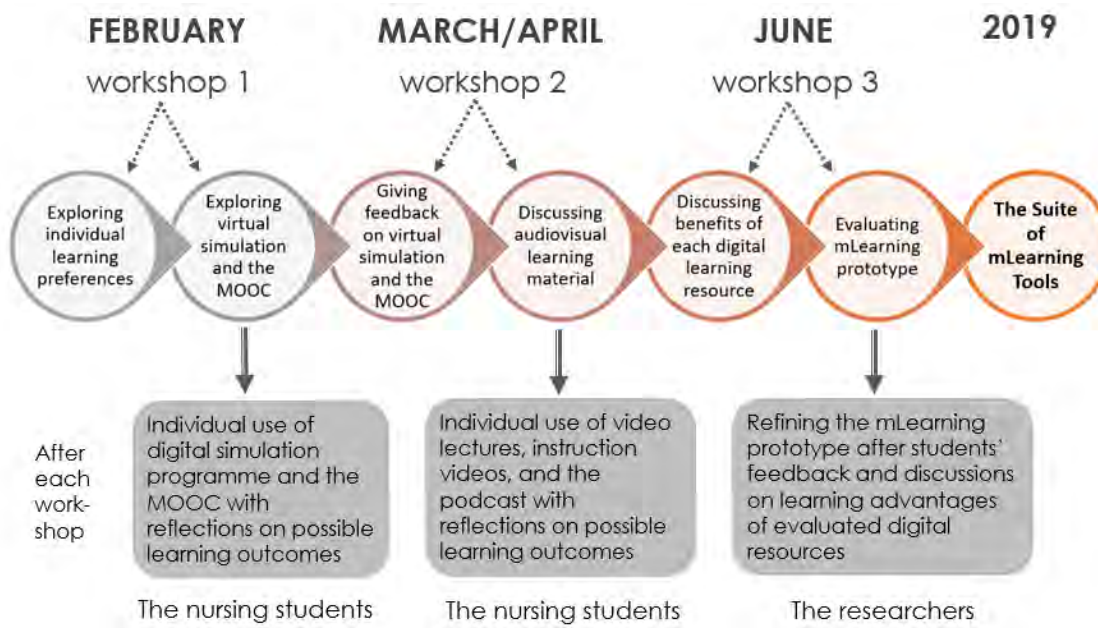 FEBRUARY
MARCH/APRIL
JUNE
2019
workshop 1
workshop 2
workshop 3
Exploring
individual
learning
preferences
Exploring
virtual
simulation
and the
MOOC
Giving
feedback
on virtual
simulation
and the
MOOC
Discussing
audiovisual
learning
material
Discussing
benefits of
each digital
learning
resource
Evaluating
mLearning
prototype
The Suite
of
mLearning
Tools
After
each
work-
shop
Individual use of
digital simulation
programme and the
MOOC with
reflections on possible
learning outcomes
Individual use of video
lectures, instruction
videos, and the
podcast with
reflections on possible
learning outcomes
Refining the mLearning
prototype after students'
feedback and discussions
on learning advantages
of evaluated digital
resources
The nursing students
The nursing students
The researchers